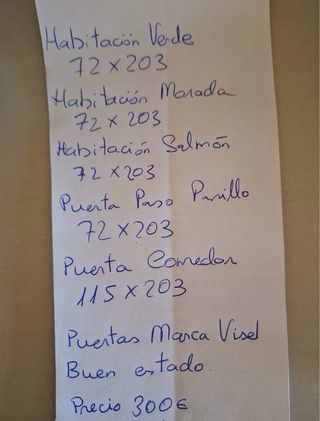 Habitación Verde
72 x 203
Habitación Morada
72 x 203
Habitación Salmón
72 x 203
Puerta Paso Pasillo
72 x 203
Puerta Comedor
115 x 203
Puertas Marca Visel
Buen estado.
Precio 300€